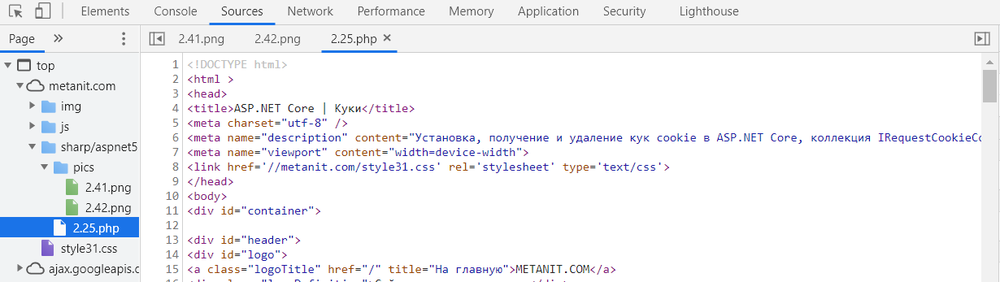 Elements Console Sources Network Performance Memory Application Security Lighthouse
Page 2.41.png 2.42.png 2.25.php
top
metanit.com
img
js
sharp/aspnet5
pics
2.41.png
2.42.png
2.25.php
style31.css
ajax.googleapis.c
1 <!DOCTYPE html>
2 <html >
3 <head>
4 <title>ASP.NET Core | Куки</title>
5 <meta charset="utf-8" />
6 <meta name="description" content="Установка, получение и удаление кук cookie в ASP.NET Core, коллекция IRequestCookieCo
7 <meta name="viewport" content="width=device-width">
8 <link href='//metanit.com/style31.css' rel='stylesheet' type='text/css'>
9 </head>
10 <body>
11 <div id="container">
12
13 <div id="header">
14 <div id="logo">
15 <a class="logoTitle" href="/" title="На главную">METANIT.COM</a>